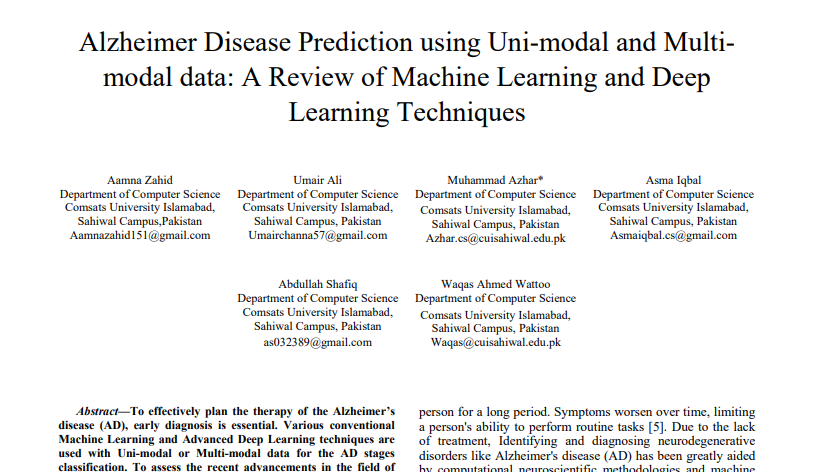 Alzheimer Disease Prediction using Uni-modal and Multi-
modal data: A Review of Machine Learning and Deep
Learning Techniques
Aamna Zahid
Department of Computer Science
Comsats University Islamabad,
Sahiwal Campus,Pakistan
Aamnazahid151@gmail.com
Umair Ali
Department of Computer Science
Comsats University Islamabad,
Sahiwal Campus, Pakistan
Umairchanna57@gmail.com
Muhammad Azhar*
Department of Computer Science
Comsats University Islamabad,
Sahiwal Campus, Pakistan
Azhar.cs@cuisahiwal.edu.pk
Asma Iqbal
Department of Computer Science
Comsats University Islamabad,
Sahiwal Campus, Pakistan
Asmaiqbal.cs@gmail.com
Abdullah Shafiq
Department of Computer Science
Comsats University Islamabad,
Sahiwal Campus, Pakistan
as032389@gmail.com
Waqas Ahmed Wattoo
Department of Computer Science
Comsats University Islamabad,
Sahiwal Campus, Pakistan
Waqas@cuisahiwal.edu.pk
Abstract—To effectively plan the therapy of the Alzheimer's
disease (AD), early diagnosis is essential. Various conventional
Machine Learning and Advanced Deep Learning techniques are
used with Uni-modal or Multi-modal data for the AD stages
classification. To assess the recent advancements in the field of
person for a long period. Symptoms worsen over time, limiting
a person's ability to perform routine tasks [5]. Due to the lack
of treatment, Identifying and diagnosing neurodegenerative
disorders like Alzheimer's disease (AD) has been greatly aided
by computational neuroscientific methodologies and machine